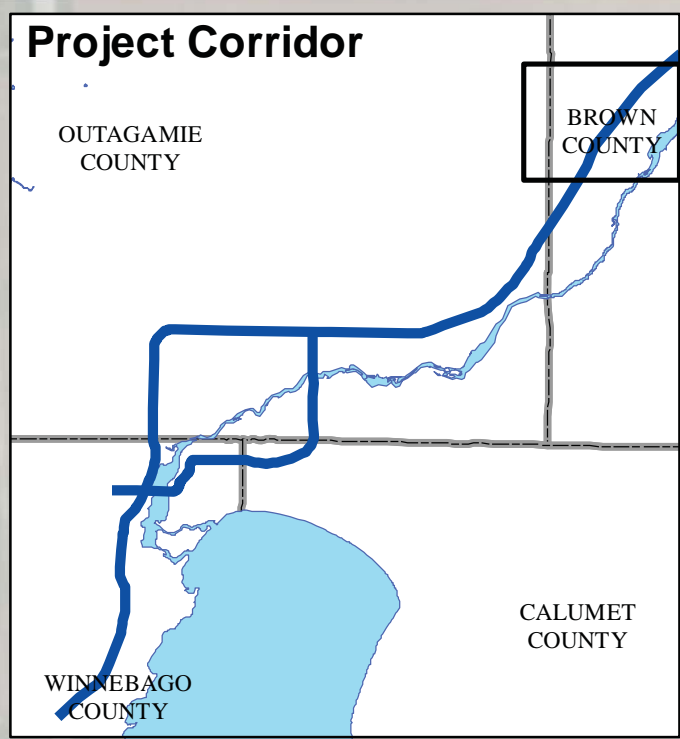 Project Corridor
OUTAGAMIE
COUNTY
BROWN
COUNTY
CALUMET
COUNTY
WINNEBAGO
COUNTY